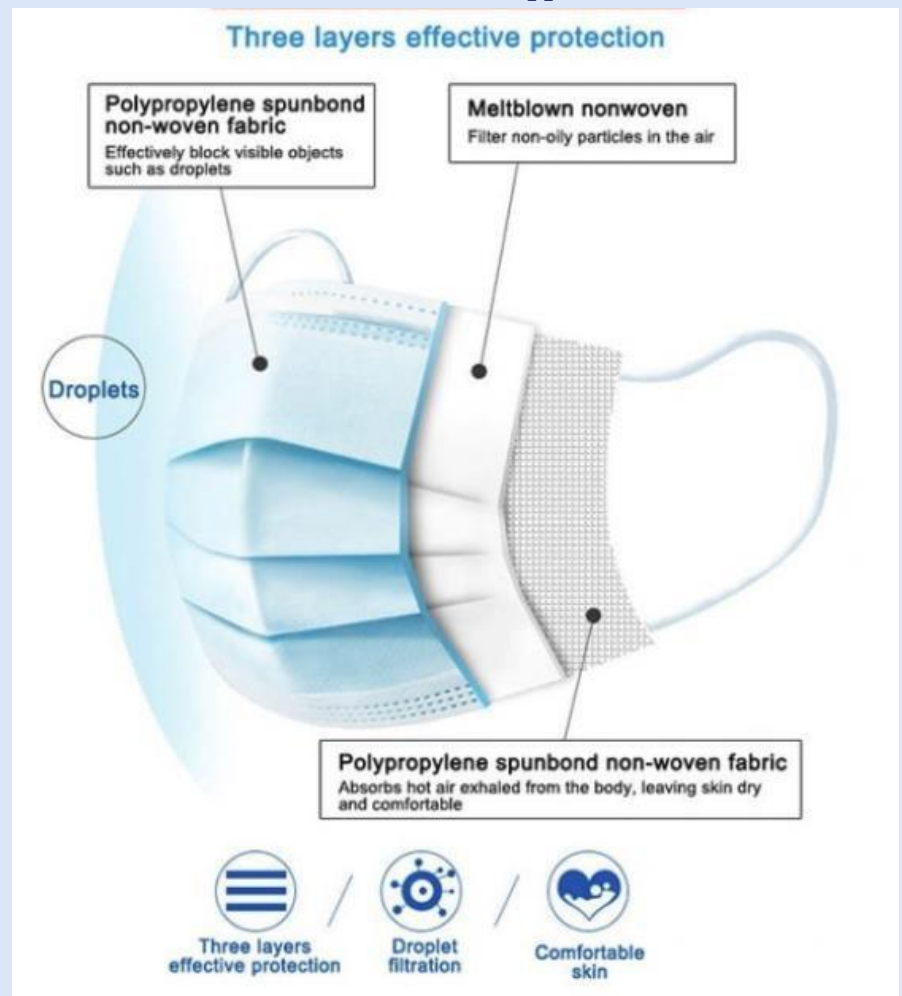 Three layers effective protection
Polypropylene spunbond
non-woven fabric
Effectively block visible objects
such as droplets
Meltblown nonwoven
Filter non-oily particles in the air
Droplets
Polypropylene spunbond non-woven fabric
Absorbs hot air exhaled from the body, leaving skin dry
and comfortable
Three layers
effective protection
Droplet
filtration
Comfortable
skin